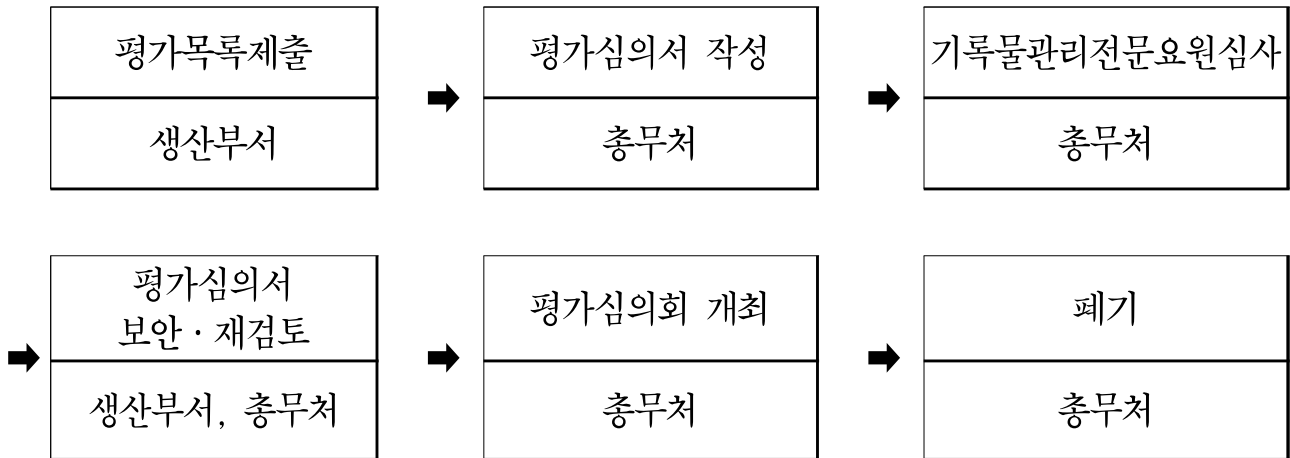 평가목록제출
생산부서
평가심의서 작성
총무처
기록물관리전문요원심사
총무처
평가심의서
보안·재검토
생산부서, 총무처
평가심의회 개최
총무처
폐기
총무처